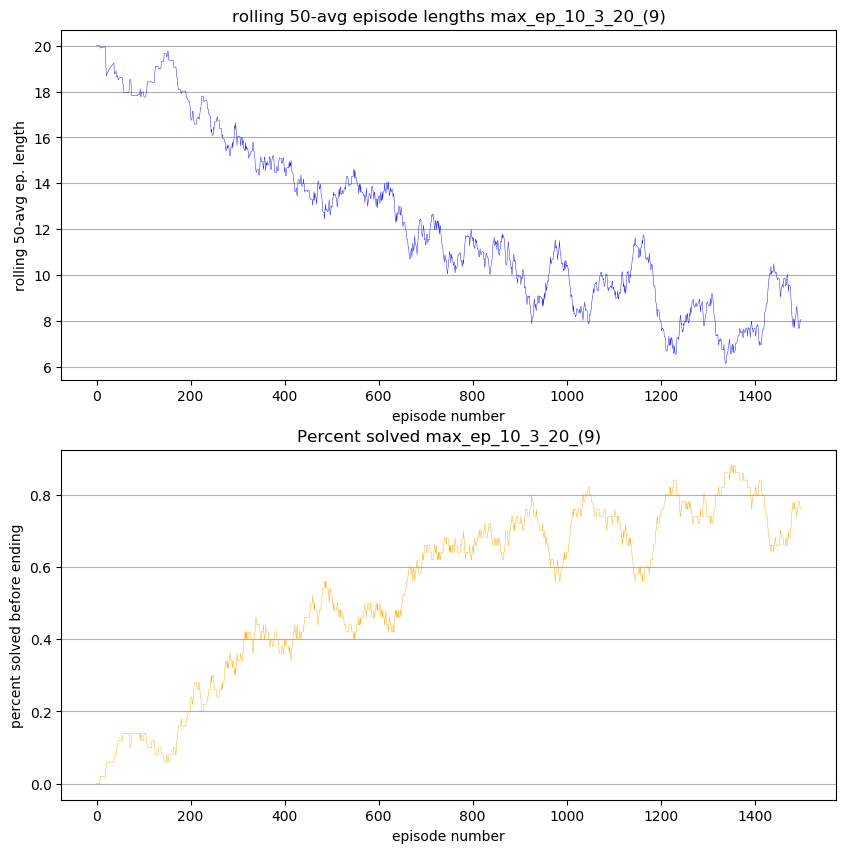 rolling 50-avg episode lengths max_ep_10_3_20_(9)
20
18
16
14
12
10
8
6
rolling 50-avg ep. length
0 200 400 600 800 1000 1200 1400
episode number
Percent solved max_ep_10_3_20_(9)
0.8
0.6
0.4
0.2
0.0
percent solved before ending
0 200 400 600 800 1000 1200 1400
episode number